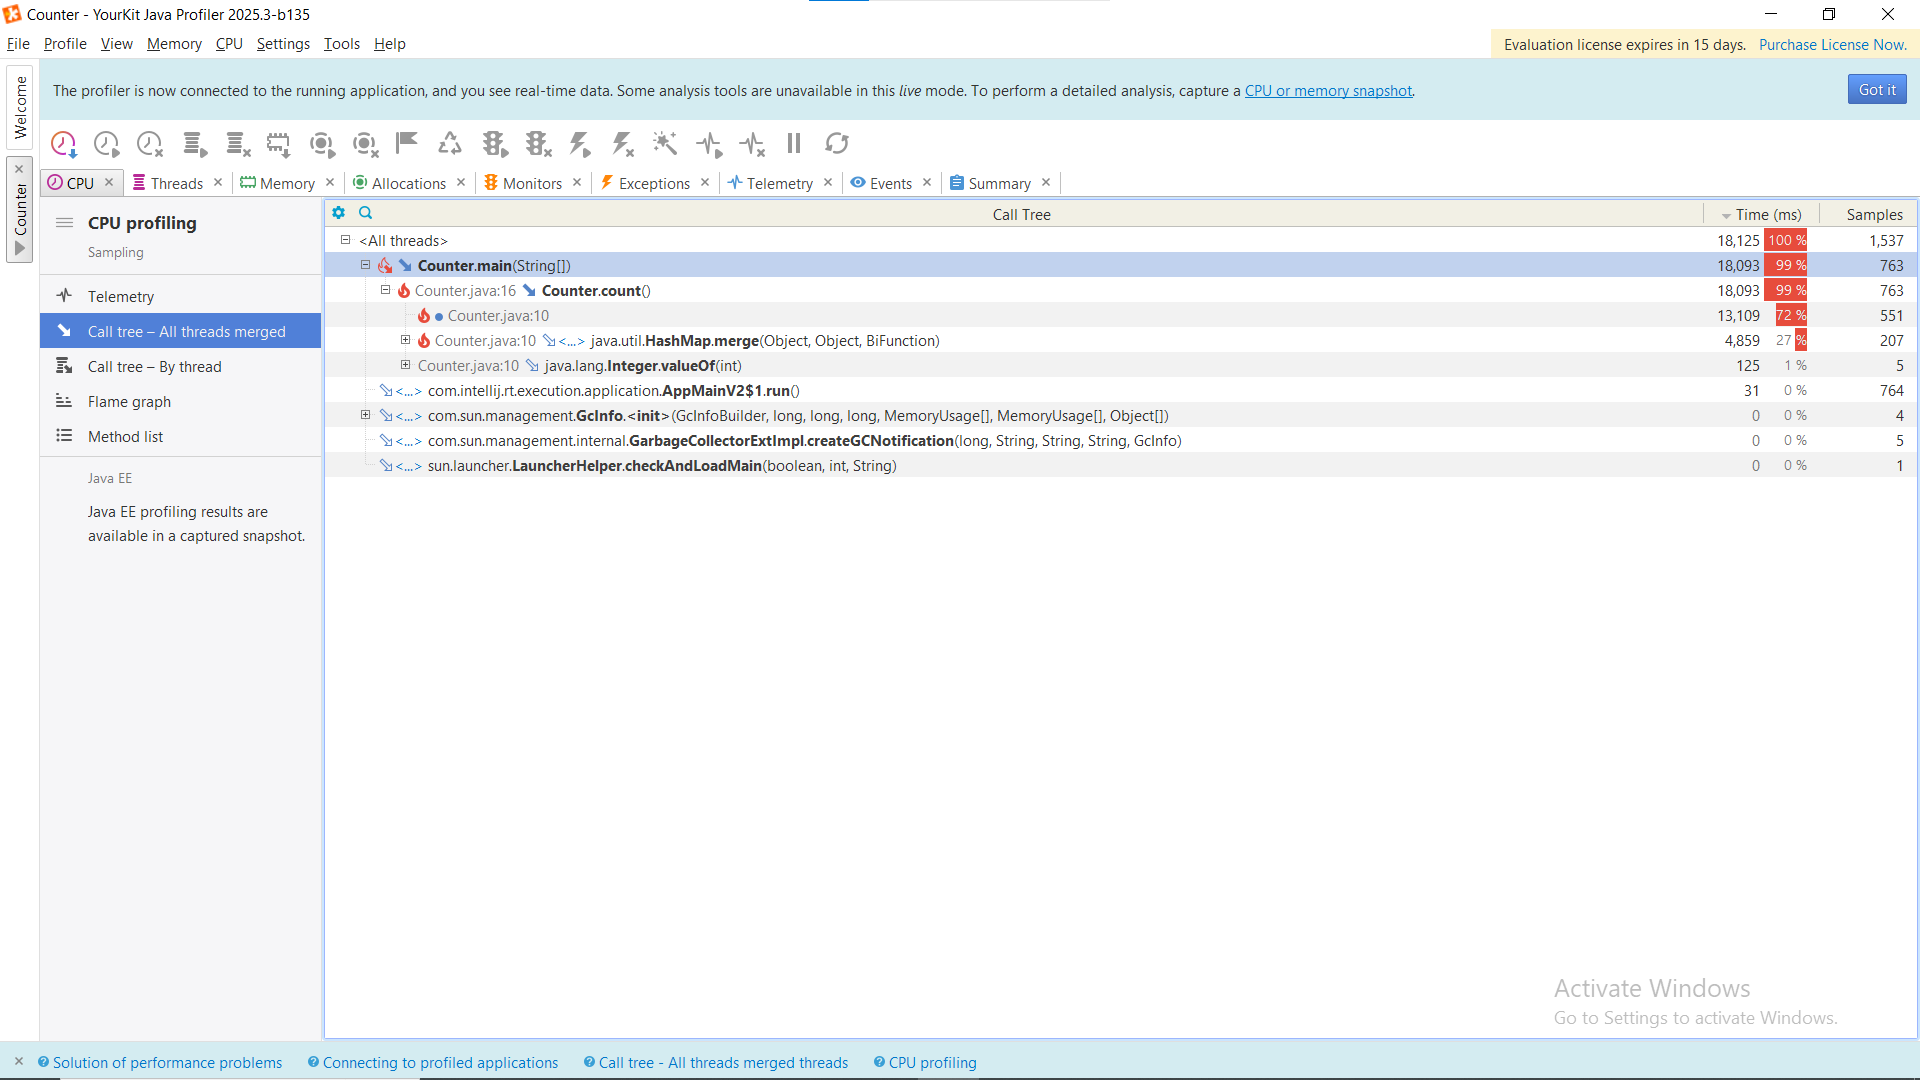 Counter - YourKit Java Profiler 2025.3-b135
File Profile View Memory CPU Settings Tools Help
Evaluation license expires in 15 days. Purchase License Now.
Welcome
Counter
The profiler is now connected to the running application, and you see real-time data. Some analysis tools are unavailable in this live mode. To perform a detailed analysis, capture a CPU or memory snapshot.
Got it
CPU Threads Memory Allocations Monitors Exceptions Telemetry Events Summary
CPU profiling
Sampling
Telemetry
Call tree – All threads merged
Call tree – By thread
Flame graph
Method list
Java EE
Java EE profiling results are
available in a captured snapshot.
Call Tree Time (ms) Samples
<All threads> 18,125 100 % 1,537
Counter.main(String[]) 18,093 99 % 763
Counter.java:16 Counter.count() 18,093 99 % 763
Counter.java:10 13,109 72 % 551
Counter.java:10 <...> java.util.HashMap.merge(Object, Object, BiFunction) 4,859 27 % 207
Counter.java:10 java.lang.Integer.valueOf(int) 125 1 % 5
<...> com.intellij.rt.execution.application.AppMainV2$1.run() 31 0 % 764
<...> com.sun.management.GcInfo.<init>(GcInfoBuilder, long, long, long, MemoryUsage[], MemoryUsage[], Object[]) 0 0 % 4
<...> com.sun.management.internal.GarbageCollectorExtImpl.createGCNotification(long, String, String, String, GcInfo) 0 0 % 5
<...> sun.launcher.LauncherHelper.checkAndLoadMain(boolean, int, String) 0 0 % 1
Activate Windows
Go to Settings to activate Windows.
Solution of performance problems Connecting to profiled applications Call tree - All threads merged threads CPU profiling